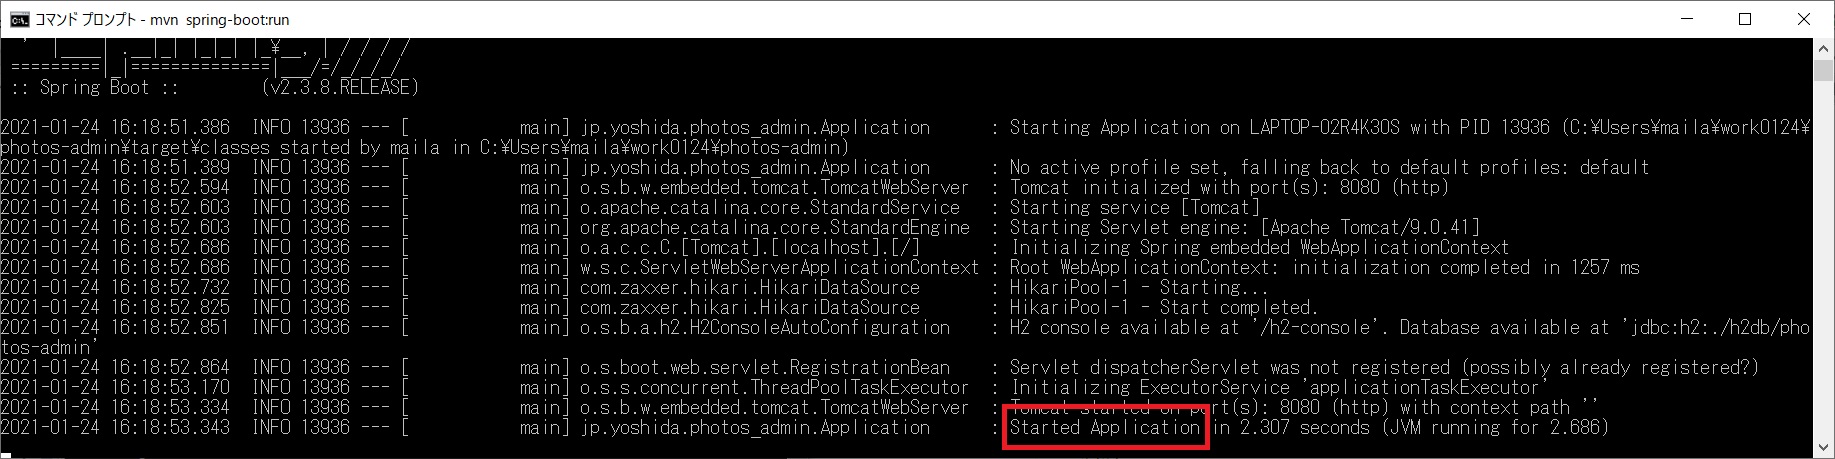 コマンド プロンプト - mvn  spring-boot:run
'  |____| .__|_| |_|_| |_¥__, | / / / /
=========|_|==============|___/=/_/_/_/
:: Spring Boot ::        (v2.3.8.RELEASE)
2021-01-24 16:18:51.386  INFO 13936 --- [           main] jp.yoshida.photos_admin.Application      : Starting Application on LAPTOP-02R4K3OS with PID 13936 (C:¥Users¥maila¥work0124¥
photos-admin¥target¥classes started by maila in C:¥Users¥maila¥work0124¥photos-admin)
2021-01-24 16:18:51.389  INFO 13936 --- [           main] jp.yoshida.photos_admin.Application      : No active profile set, falling back to default profiles: default
2021-01-24 16:18:52.594  INFO 13936 --- [           main] o.s.b.w.embedded.tomcat.TomcatWebServer  : Tomcat initialized with port(s): 8080 (http)
2021-01-24 16:18:52.603  INFO 13936 --- [           main] o.apache.catalina.core.StandardService   : Starting service [Tomcat]
2021-01-24 16:18:52.603  INFO 13936 --- [           main] org.apache.catalina.core.StandardEngine  : Starting Servlet engine: [Apache Tomcat/9.0.41]
2021-01-24 16:18:52.686  INFO 13936 --- [           main] o.a.c.c.C.[Tomcat].[localhost].[/]       : Initializing Spring embedded WebApplicationContext
2021-01-24 16:18:52.686  INFO 13936 --- [           main] w.s.c.ServletWebServerApplicationContext : Root WebApplicationContext: initialization completed in 1257 ms
2021-01-24 16:18:52.732  INFO 13936 --- [           main] com.zaxxer.hikari.HikariDataSource       : HikariPool-1 - Starting...
2021-01-24 16:18:52.825  INFO 13936 --- [           main] com.zaxxer.hikari.HikariDataSource       : HikariPool-1 - Start completed.
2021-01-24 16:18:52.851  INFO 13936 --- [           main] o.s.b.a.h2.H2ConsoleAutoConfiguration    : H2 console available at '/h2-console'. Database available at 'jdbc:h2:./h2db/pho
tos-admin'
2021-01-24 16:18:52.864  INFO 13936 --- [           main] o.s.boot.web.servlet.RegistrationBean    : Servlet dispatcherServlet was not registered (possibly already registered?)
2021-01-24 16:18:53.170  INFO 13936 --- [           main] o.s.s.concurrent.ThreadPoolTaskExecutor  : Initializing ExecutorService 'applicationTaskExecutor'
2021-01-24 16:18:53.334  INFO 13936 --- [           main] o.s.b.w.embedded.tomcat.TomcatWebServer  : Tomcat started on port(s): 8080 (http) with context path ''
2021-01-24 16:18:53.343  INFO 13936 --- [           main] jp.yoshida.photos_admin.Application      : Started Application in 2.307 seconds (JVM running for 2.686)